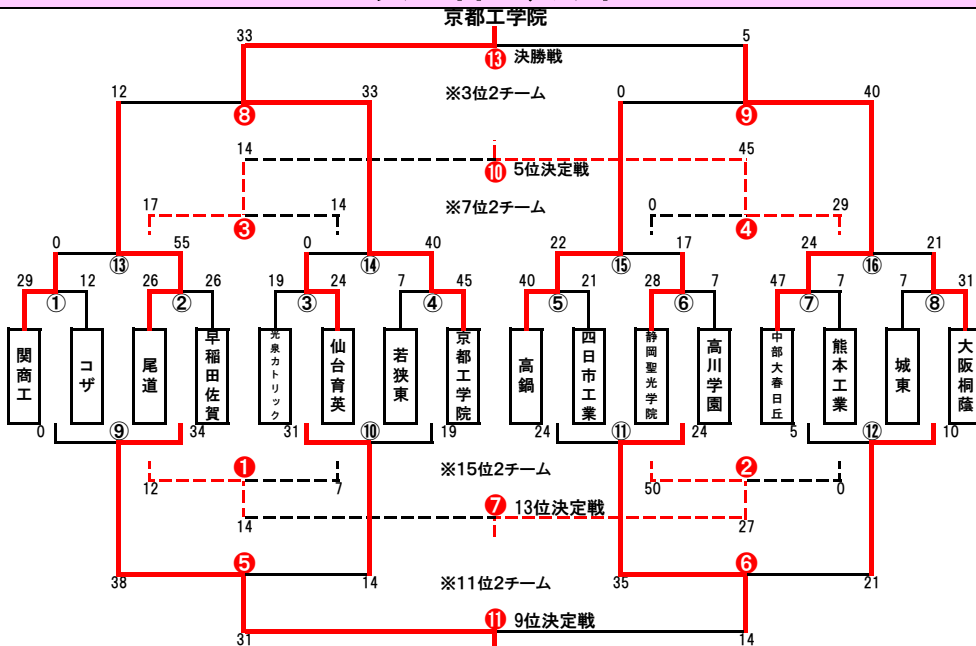 京都工学院
33 5
⓭ 決勝戦
12 33 ※3位2チーム 0 40
❽ ❾
14 45
❿ 5位決定戦
17 14 ※7位2チーム 0 29
❸ ❹
0 55 0 40 22 17 24 21
⑬ ⑭ ⑮ ⑯
29 12 26 26 19 24 7 45 40 21 28 7 47 7 7 31
① ② ③ ④ ⑤ ⑥ ⑦ ⑧
関商工
コザ
尾道
早稲田佐賀
光泉カトリック
仙台育英
若狭東
京都工学院
高鍋
四日市工業
静岡聖光学院
高川学園
中部大春日丘
熊本工業
城東
大阪桐蔭
0 34 31 19 24 24 5 10
⑨ ⑩ ⑪ ⑫
❶ ※15位2チーム ❷
12 7 50 0
❼ 13位決定戦
14 27
❺ ❻
38 14 ※11位2チーム 35 21
⓫ 9位決定戦
31 14